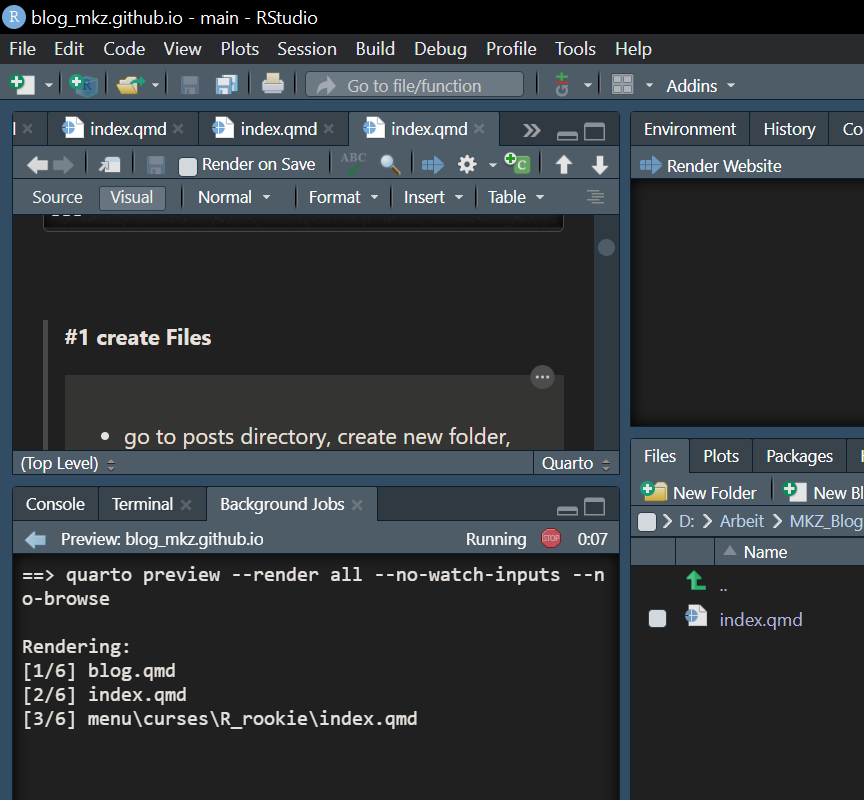 R blog_mkz.github.io - main - RStudio
File Edit Code View Plots Session Build Debug Profile Tools Help
Go to file/function Addins
index.qmd index.qmd index.qmd
Environment History Co
Render on Save ABC
Render Website
Source Visual Normal Format Insert Table
#1 create Files
go to posts directory, create new folder,
(Top Level) Quarto
Files Plots Packages
New Folder New Bl
D: Arbeit MKZ_Blog
Name
..
index.qmd
Console Terminal Background Jobs
Preview: blog_mkz.github.io Running STOP 0:07
==> quarto preview --render all --no-watch-inputs --n
o-browse
Rendering:
[1/6] blog.qmd
[2/6] index.qmd
[3/6] menu\curses\R_rookie\index.qmd